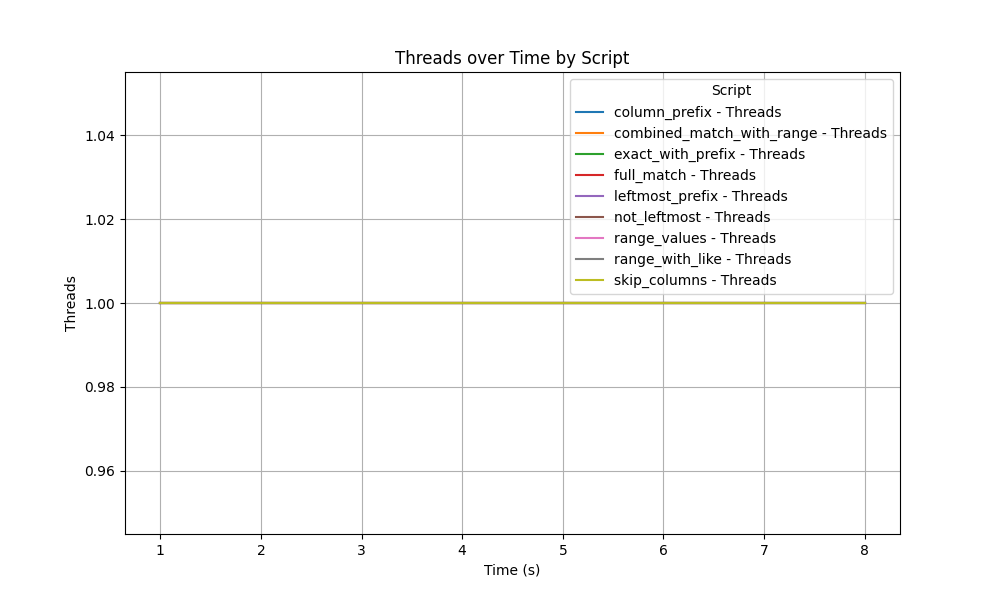 Threads over Time by Script
Script
column_prefix - Threads
combined_match_with_range - Threads
exact_with_prefix - Threads
full_match - Threads
leftmost_prefix - Threads
not_leftmost - Threads
range_values - Threads
range_with_like - Threads
skip_columns - Threads
Threads
1.04
1.02
1.00
0.98
0.96
1 2 3 4 5 6 7 8
Time (s)